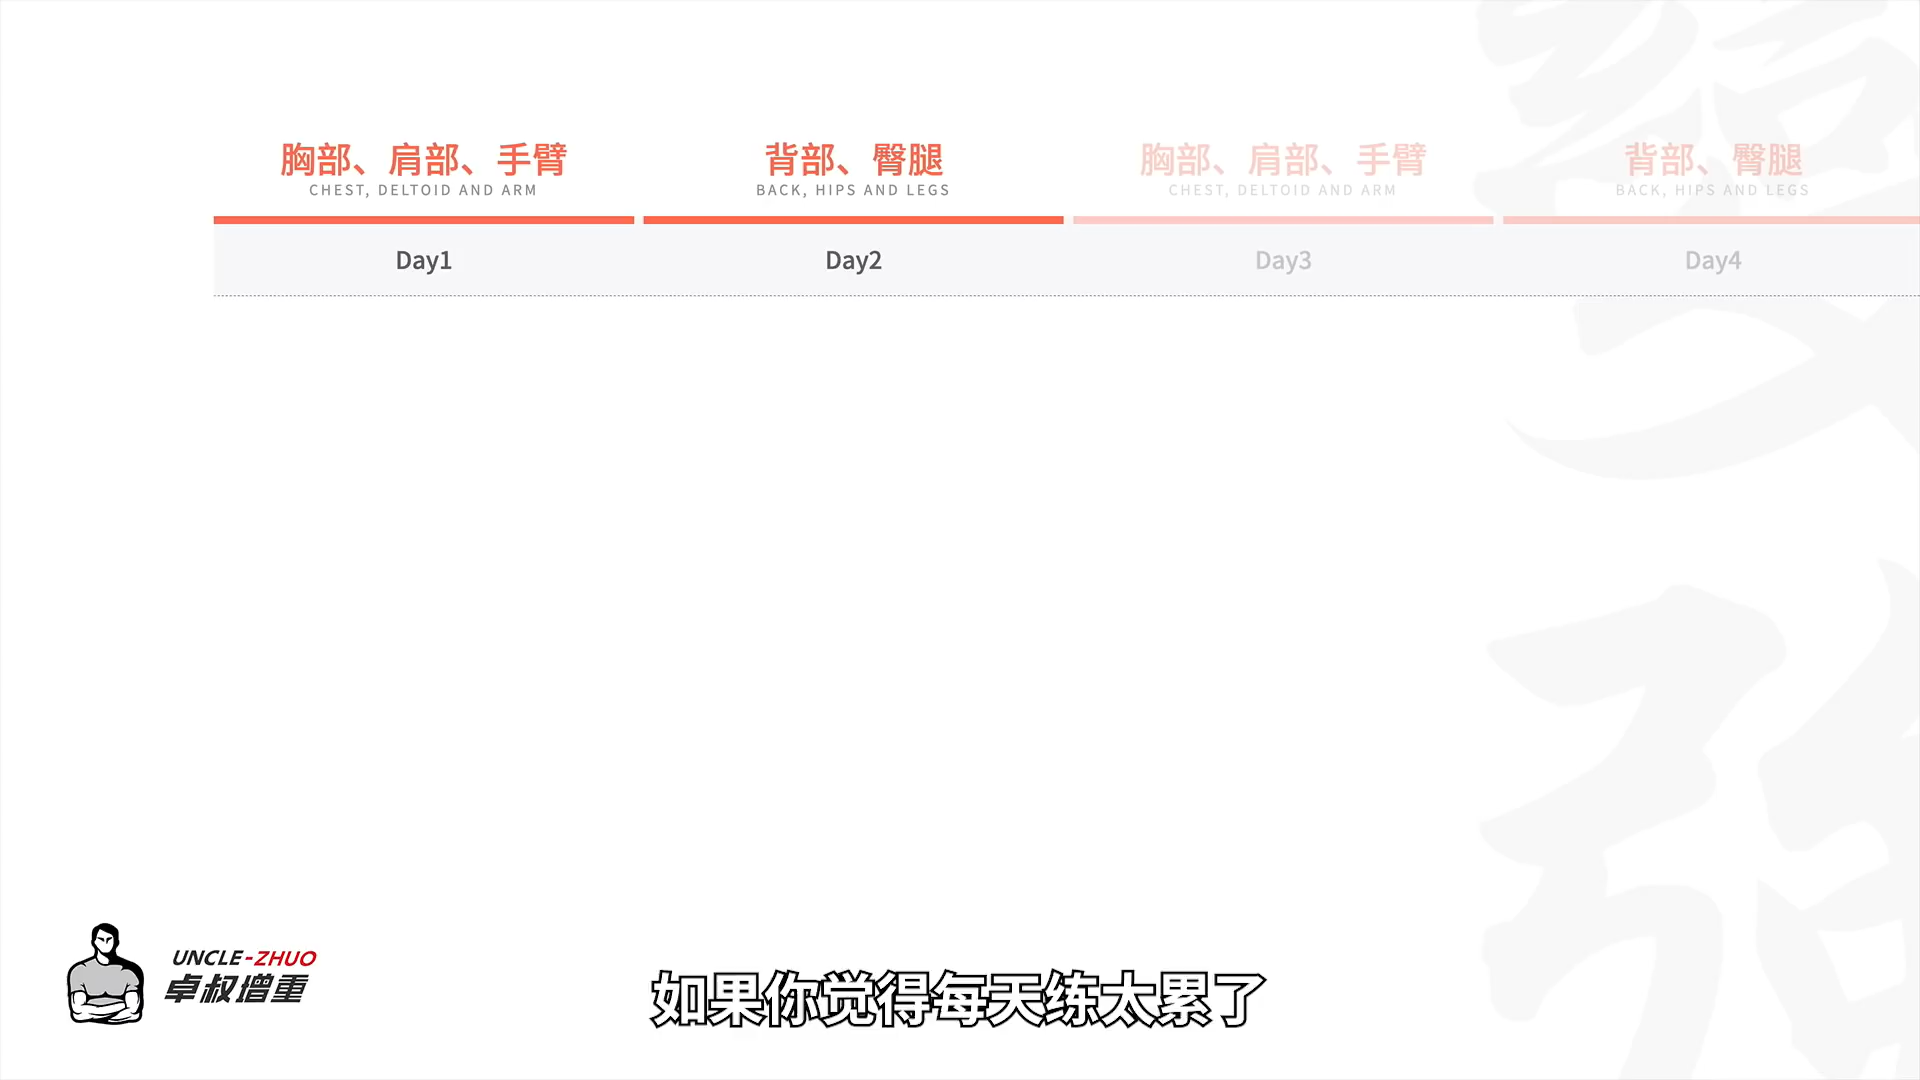 胸部、肩部、手臂
CHEST, DELTOID AND ARM
背部、臀腿
BACK, HIPS AND LEGS
胸部、肩部、手臂
CHEST, DELTOID AND ARM
背部、臀腿
BACK, HIPS AND LEGS
Day1
Day2
Day3
Day4
UNCLE-ZHUO
卓叔增重
如果你觉得每天练太累了